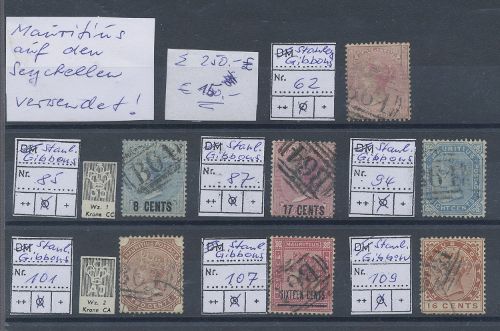 Mauritius
auf den
Seychellen
verwendet!
Σ 250.-
€ 
DM Stanley
Gibbons
Nr. 62
++ +
DM Stanl.
Gibbons
Nr. 85
++ +
Wz. 1
Krone CC
B64
8 CENTS
DM Stanl.
Gibbons
Nr. 87
++ +
B64
17 CENTS
DM Stanl.
Gibbons
Nr. 94
++ +
DM Stanl.
Gibbons
Nr. 101
++ +
Wz. 2
Krone CA
DM Stanl.
Gibbons
Nr. 107
++ +
MAURITIUS
SIXTEEN CENTS
DM Stanl.
Gibbons
Nr. 109
++ +
16 CENTS